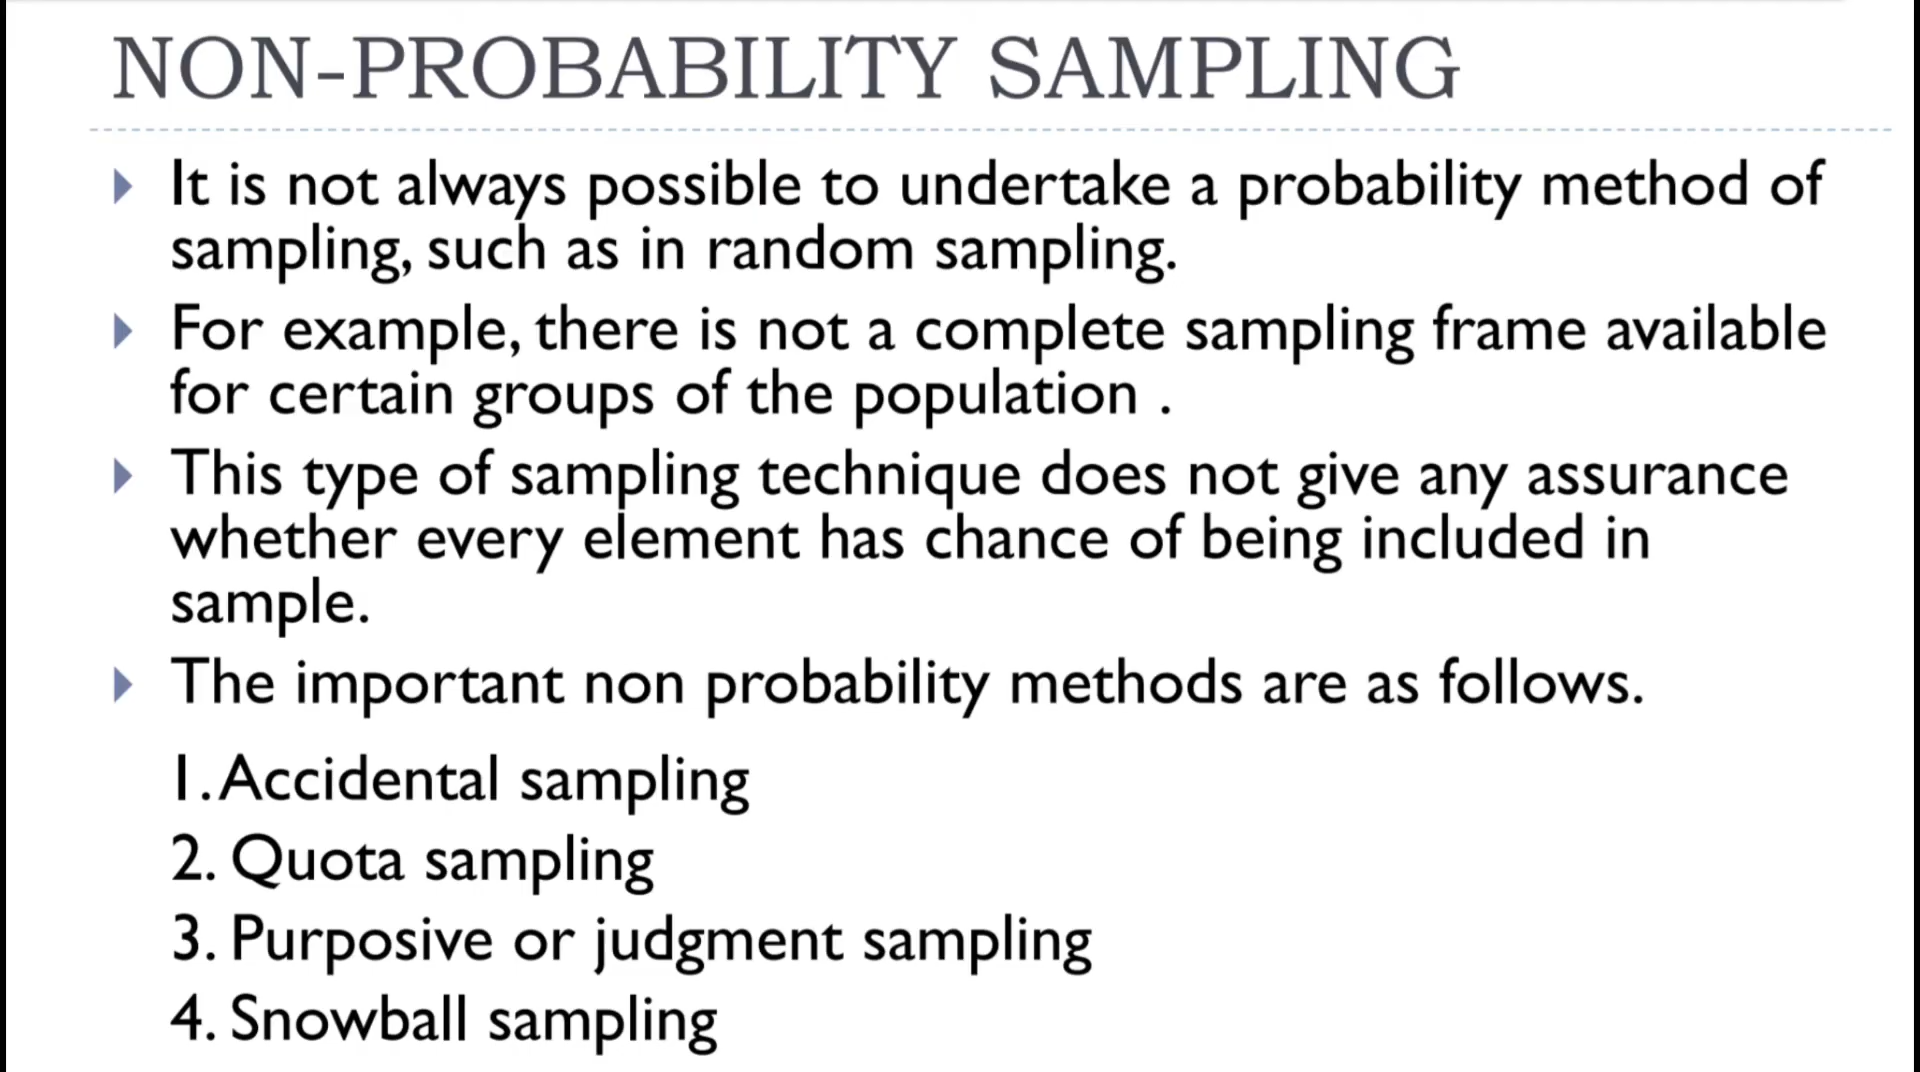 NON-PROBABILITY SAMPLING
It is not always possible to undertake a probability method of
sampling, such as in random sampling.
For example, there is not a complete sampling frame available
for certain groups of the population .
This type of sampling technique does not give any assurance
whether every element has chance of being included in
sample.
The important non probability methods are as follows.
1. Accidental sampling
2. Quota sampling
3. Purposive or judgment sampling
4. Snowball sampling